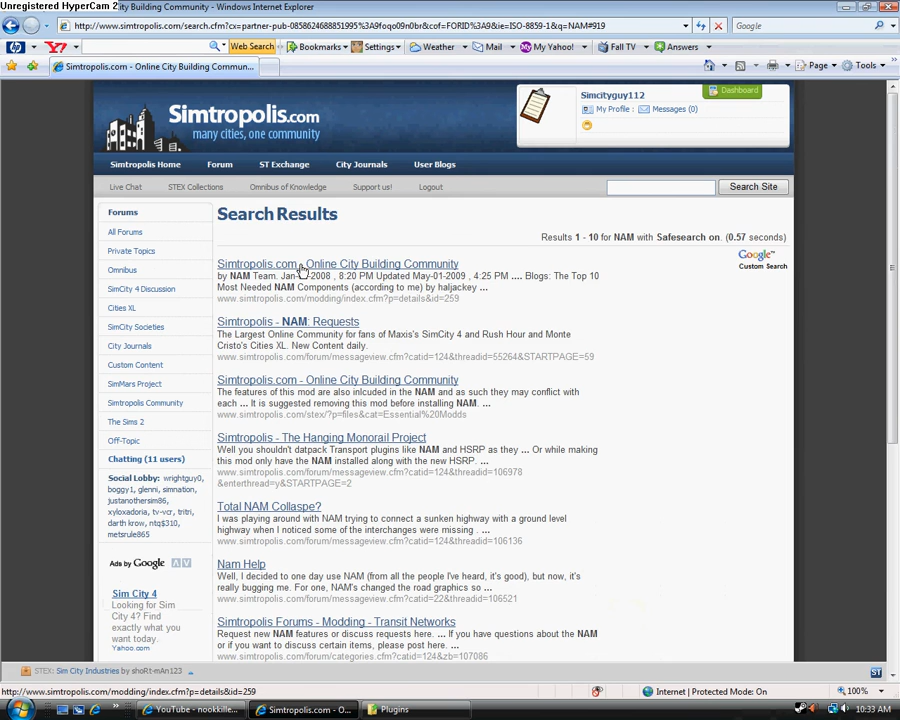 Unregistered HyperCam 2
ity Building Community - Windows Internet Explorer
http://www.simtropolis.com/search.cfm?cx=partner-pub-0858624688851995%3A9foqo09n0br&cof=FORID%3A9&ie=ISO-8859-1&q=NAM#919
Google
Web Search
Bookmarks
Settings
Weather
Mail
My Yahoo!
Fall TV
Answers
Simtropolis.com - Online City Building Commun...
Page
Tools
Simtropolis.com
many cities, one community
Simcityguy112
Dashboard
My Profile
Messages (0)
Simtropolis Home
Forum
ST Exchange
City Journals
User Blogs
Live Chat
STEX Collections
Omnibus of Knowledge
Support us!
Logout
Search Site
Forums
All Forums
Private Topics
Omnibus
SimCity 4 Discussion
Cities XL
SimCity Societies
City Journals
Custom Content
SimMars Project
Simtropolis Community
The Sims 2
Off-Topic
Chatting (11 users)
Social Lobby: wrightguy0,
boggy1, glenni, simnation,
justanothersim86,
xyloxadoria, tv-vcr, tritri,
darth krow, ntq$310,
metsrule865
Ads by Google
Sim City 4
Looking for Sim
City 4? Find
exactly what you
want today.
Yahoo.com
Search Results
Results 1 - 10 for NAM with Safesearch on. (0.57 seconds)
Google™
Custom Search
Simtropolis.com - Online City Building Community
by NAM Team. Jan- -2008 , 8:20 PM Updated May-01-2009 , 4:25 PM .... Blogs: The Top 10
Most Needed NAM Components (according to me) by haljackey ...
www.simtropolis.com/modding/index.cfm?p=details&id=259
Simtropolis - NAM: Requests
The Largest Online Community for fans of Maxis's SimCity 4 and Rush Hour and Monte
Cristo's Cities XL. New Content daily.
www.simtropolis.com/forum/messageview.cfm?catid=124&threadid=55264&STARTPAGE=59
Simtropolis.com - Online City Building Community
The features of this mod are also inlcuded in the NAM and as such they may conflict with
each ... It is suggested removing this mod before installing NAM. ...
www.simtropolis.com/stex/?p=files&cat=Essential%20Modds
Simtropolis - The Hanging Monorail Project
Well you shouldn't datpack Transport plugins like NAM and HSRP as they ... Or while making
this mod only have the NAM installed along with the new HSRP. ...
www.simtropolis.com/forum/messageview.cfm?catid=124&threadid=106978
&enterthread=y&STARTPAGE=2
Total NAM Collaspe?
I was playing around with NAM trying to connect a sunken highway with a ground level
highway when I noticed some of the interchanges were missing . ...
www.simtropolis.com/forum/messageview.cfm?catid=124&threadid=106136
Nam Help
Well, I decided to one day use NAM (from all the people I've heard, it's good), but now, it's
really bugging me. For one, NAM's changed the road graphics so ...
www.simtropolis.com/forum/messageview.cfm?catid=22&threadid=106521
Simtropolis Forums - Modding - Transit Networks
Request new NAM features or discuss requests here. ... If you have questions about the NAM
or if you want to discuss certain items, please post here. ...
www.simtropolis.com/forum/categories.cfm?catid=124&zb=107086
STEX: Sim City Industries by shoRt-mAn123
ST
http://www.simtropolis.com/modding/index.cfm?p=details&id=259
Internet | Protected Mode: On
100%
YouTube - nookkille...
Simtropolis.com - O...
Plugins
10:33 AM